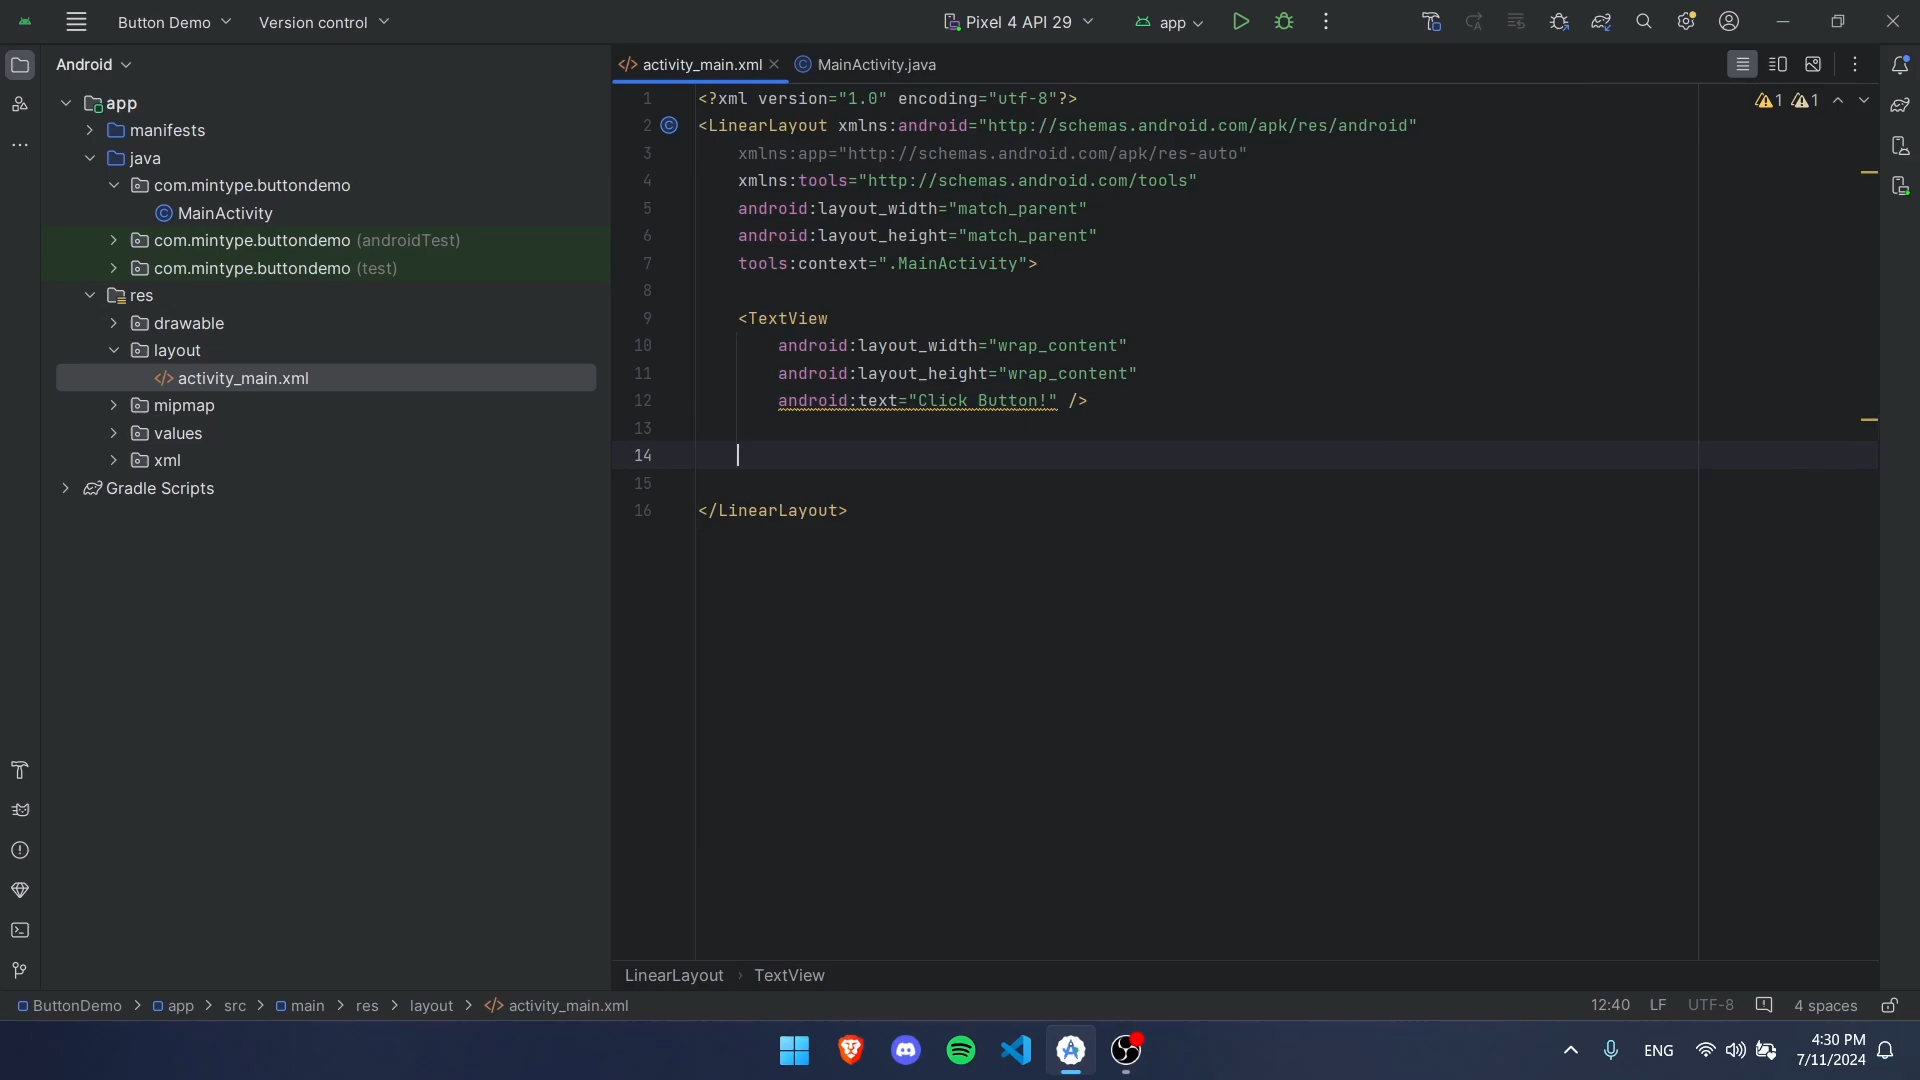 Button Demo
Version control
Pixel 4 API 29
app
Android
app
manifests
java
com.mintype.buttondemo
MainActivity
com.mintype.buttondemo (androidTest)
com.mintype.buttondemo (test)
res
drawable
layout
activity_main.xml
mipmap
values
xml
Gradle Scripts
activity_main.xml
MainActivity.java
1 <?xml version="1.0" encoding="utf-8"?>
2 <LinearLayout xmlns:android="http://schemas.android.com/apk/res/android"
3 xmlns:app="http://schemas.android.com/apk/res-auto"
4 xmlns:tools="http://schemas.android.com/tools"
5 android:layout_width="match_parent"
6 android:layout_height="match_parent"
7 tools:context=".MainActivity">
8
9 <TextView
10 android:layout_width="wrap_content"
11 android:layout_height="wrap_content"
12 android:text="Click Button!" />
13
14
15
16 </LinearLayout>
1 1
LinearLayout > TextView
ButtonDemo > app > src > main > res > layout > activity_main.xml
12:40 LF UTF-8 4 spaces
ENG
4:30 PM
7/11/2024